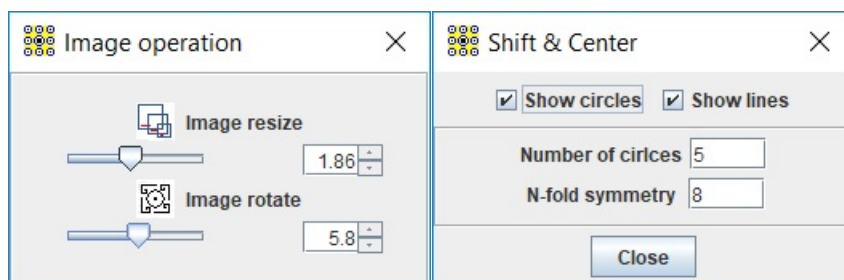 Image operation
Image resize
1.86
Image rotate
5.8
Shift & Center
Show circles Show lines
Number of cirlces 5
N-fold symmetry 8
Close